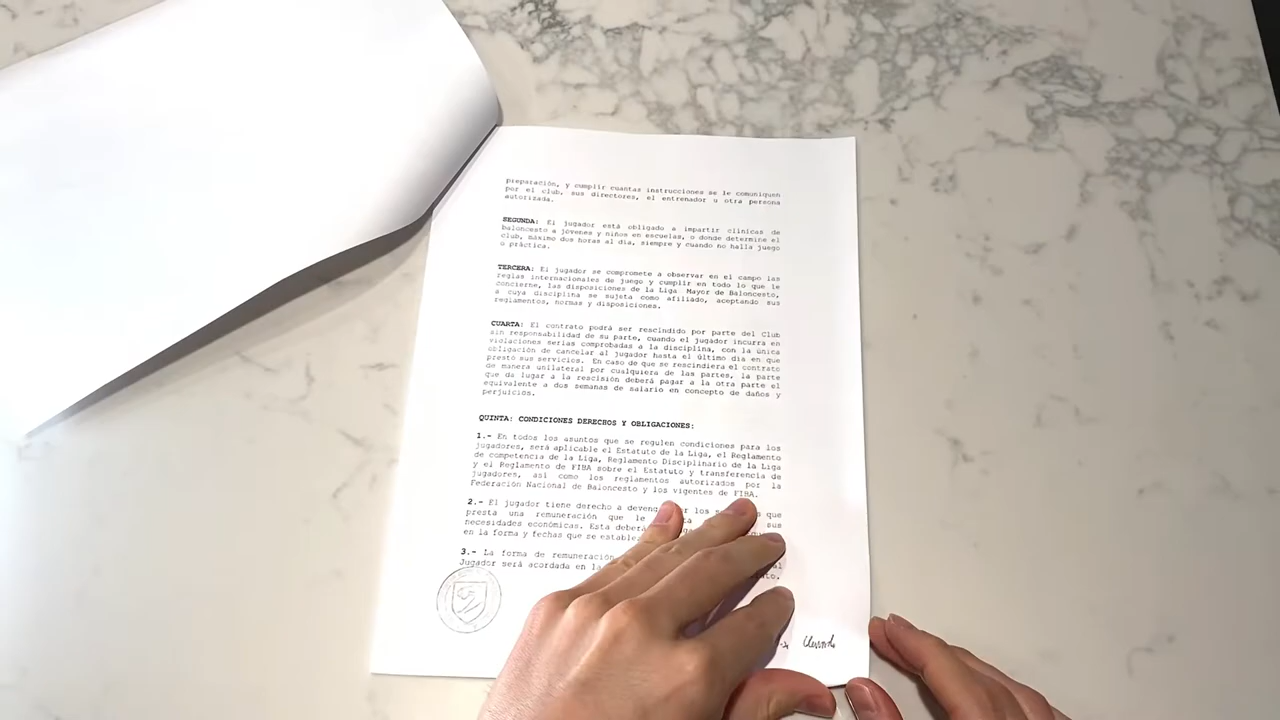 preparación, y cumplir cuantas instrucciones se le comuniquen
por el club, sus directores, el entrenador u otra persona
autorizada.
SEGUNDA: El jugador está obligado a impartir clínicas de
baloncesto a jóvenes y niños en escuelas, o donde determine el
club, máximo dos horas al día, siempre y cuando no halla juego
o práctica.
TERCERA: El jugador se compromete a observar en el campo las
reglas internacionales de juego y cumplir en todo lo que le
concierne, las disposiciones de la Liga Mayor de Baloncesto,
a cuya disciplina se sujeta como afiliado, aceptando sus
reglamentos, normas y disposiciones.
CUARTA: El contrato podrá ser rescindido por parte del Club
sin responsabilidad de su parte, cuando el jugador incurra en
violaciones serias comprobadas a la disciplina, con la única
obligación de cancelar al jugador hasta el último día en que
presto sus servicios. En caso de que se rescindiera el contrato
de manera unilateral por cualquiera de las partes, la parte
que da lugar a la rescisión deberá pagar a la otra parte el
equivalente a dos semanas de salario en concepto de daños y
perjuicios.
QUINTA: CONDICIONES DERECHOS Y OBLIGACIONES:
1.- En todos los asuntos que se regulen condiciones para los
jugadores, será aplicable el Estatuto de la Liga, el Reglamento
de competencia de la Liga, Reglamento Disciplinario de la Liga
y el Reglamento de FIBA sobre el Estatuto y transferencia de
jugadores, así como los reglamentos autorizados por la
Federación Nacional de Baloncesto y los vigentes de FIBA.
2.- El jugador tiene derecho a los que
presta una remuneración que le sus
necesidades económicas. Esta
en la forma y fechas que se
3.- La forma de remuneración al
Jugador será acordada en la